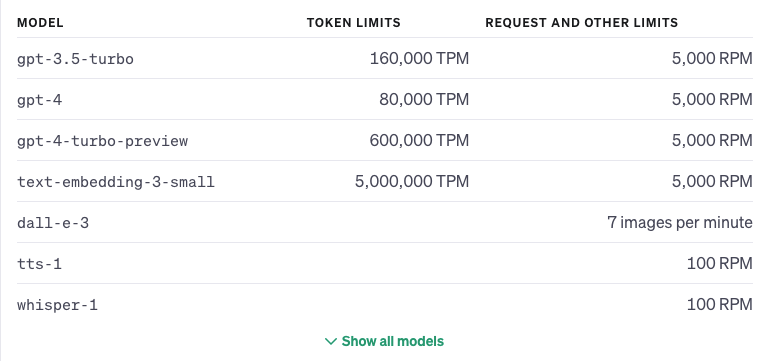 MODEL TOKEN LIMITS REQUEST AND OTHER LIMITS
gpt-3.5-turbo 160,000 TPM 5,000 RPM
gpt-4 80,000 TPM 5,000 RPM
gpt-4-turbo-preview 600,000 TPM 5,000 RPM
text-embedding-3-small 5,000,000 TPM 5,000 RPM
dall-e-3 7 images per minute
tts-1 100 RPM
whisper-1 100 RPM
Show all models